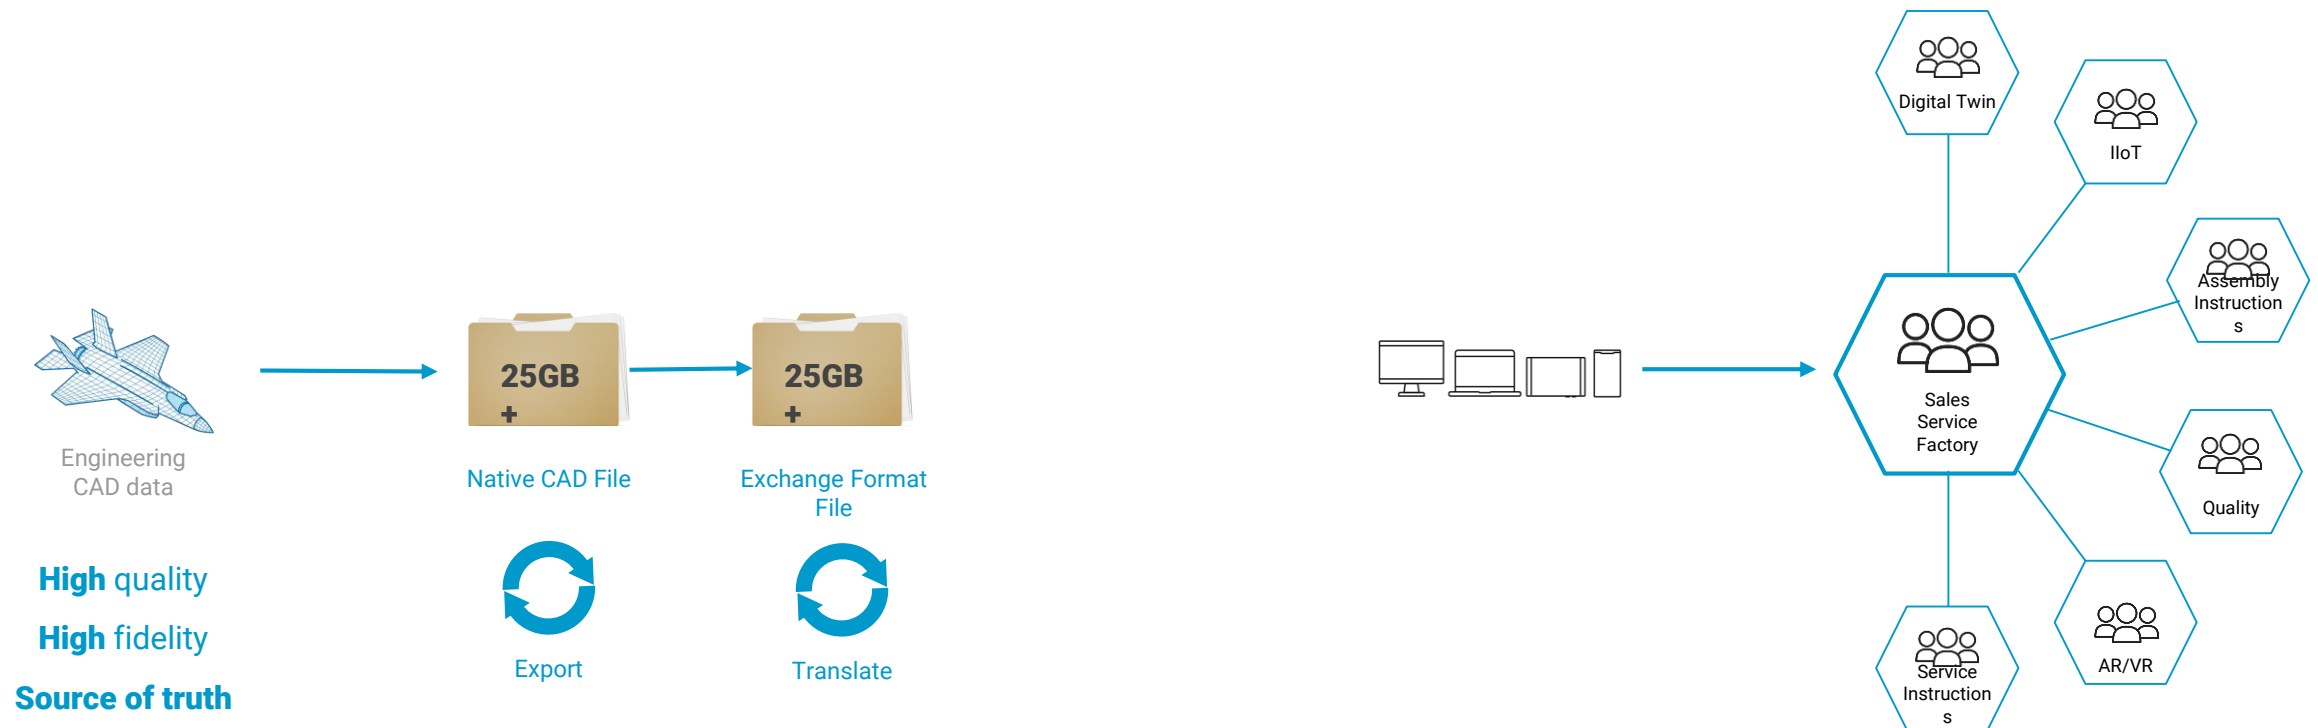 Engineering
CAD data
High quality
High fidelity
Source of truth
25GB
+
Native CAD File
Export
25GB
+
Exchange Format
File
Translate
Sales
Service
Factory
Digital Twin
IIoT
Assembly
Instruction
s
Quality
AR/VR
Service
Instruction
s